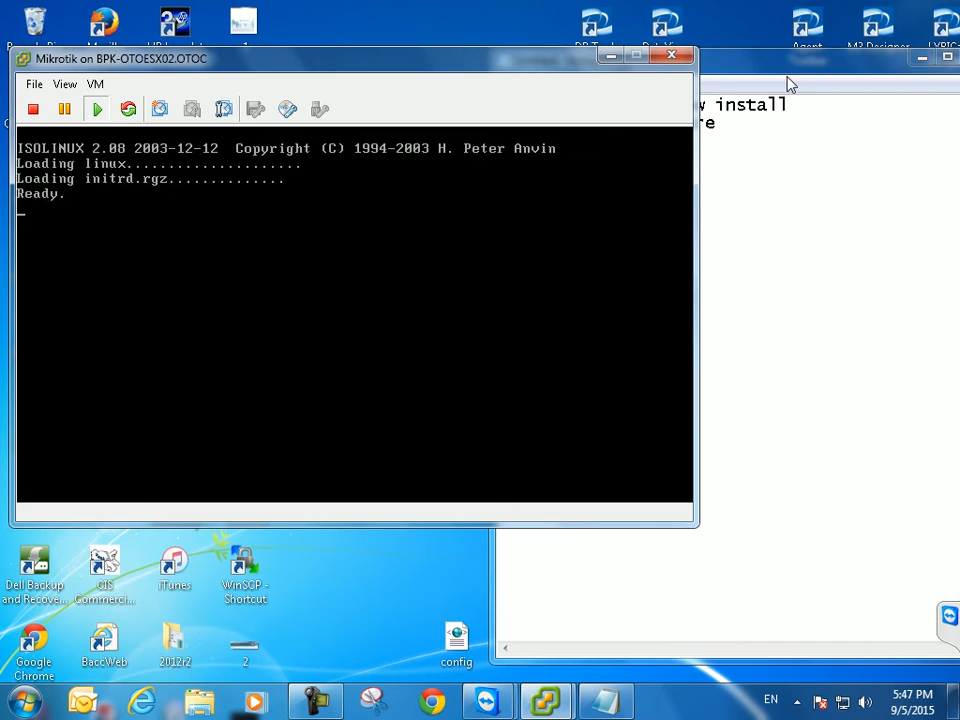 Mikrotik on BPK-OTOESX02.OTOC
File View VM
ISOLINUX 2.08 2003-12-12 Copyright (C) 1994-2003 H. Peter Anvin
Loading linux.....................
Loading initrd.rgz..............
Ready.
install
Dell Backup
and Recove...
CIS
Commerci...
iTunes
WinSCP -
Shortcut
Google
Chrome
BaccWeb
2012r2
2
config
EN
5:47 PM
9/5/2015